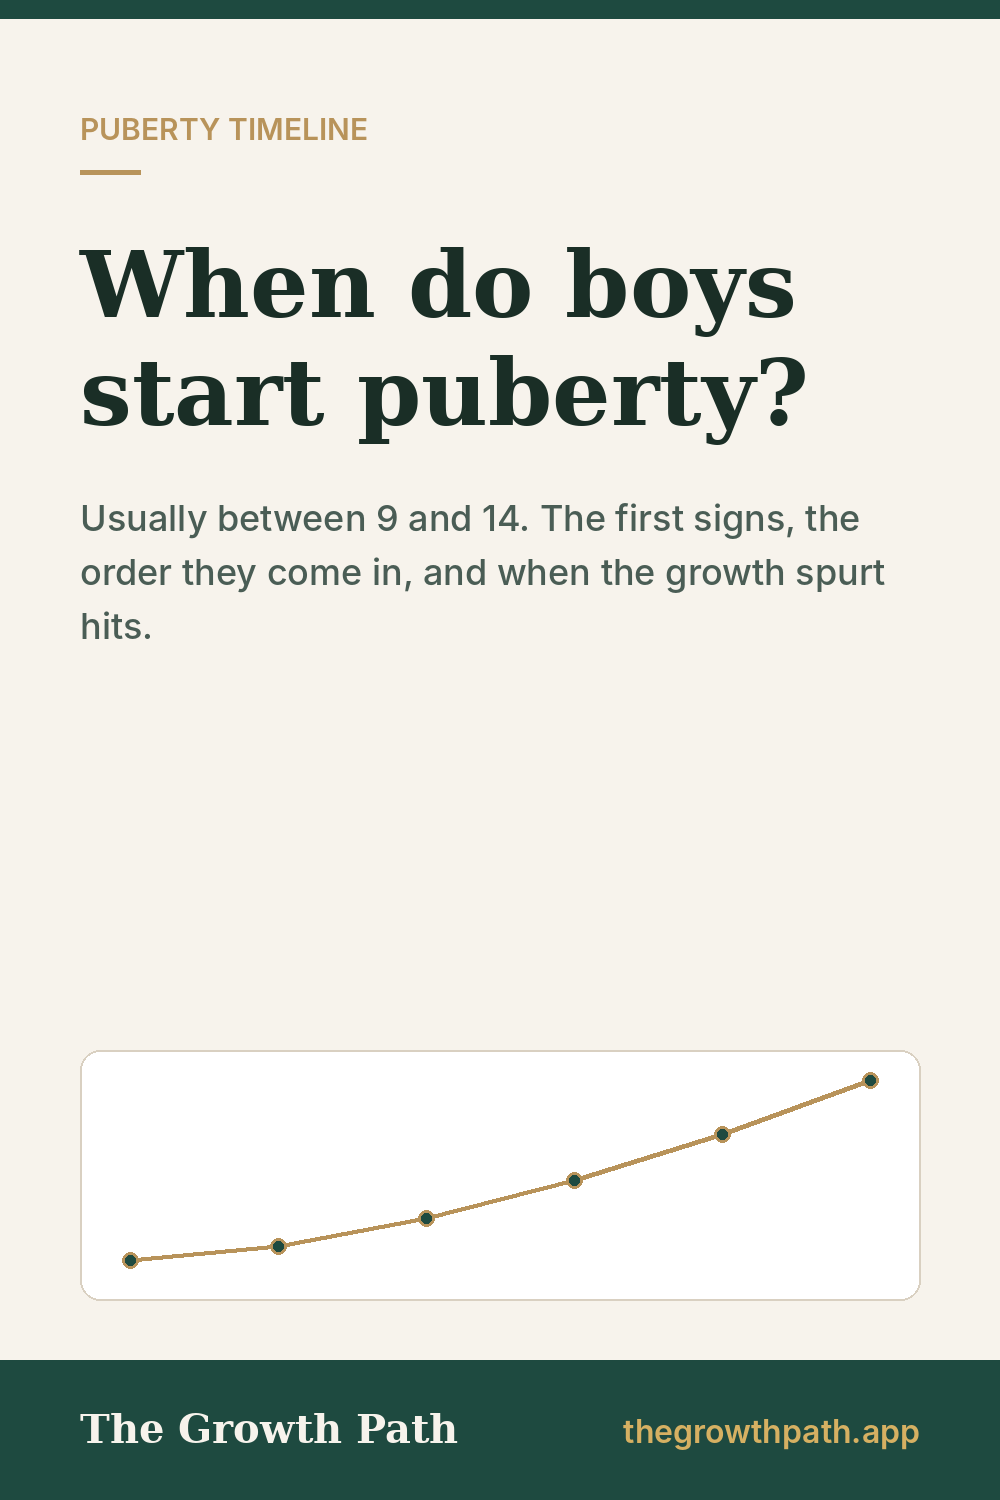 PUBERTY TIMELINE
When do boys
start puberty?
Usually between 9 and 14. The first signs, the
order they come in, and when the growth spurt
hits.
The Growth Path
thegrowthpath.app